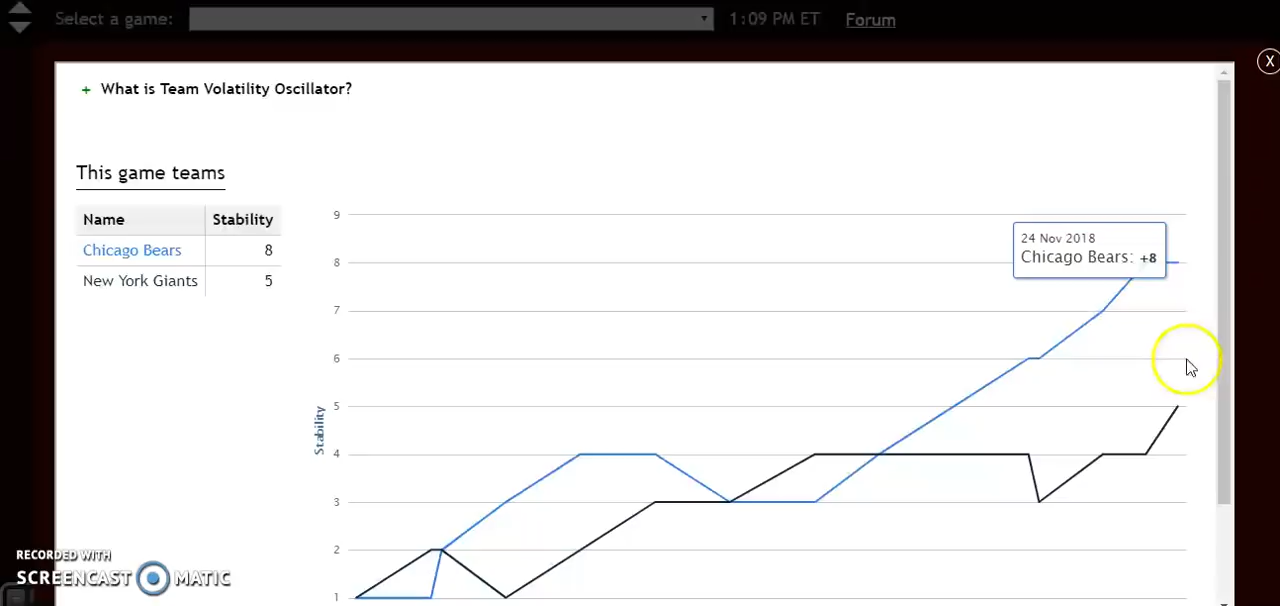 Select a game:
1:09 PM ET
Forum
X
+ What is Team Volatility Oscillator?
This game teams
Name Stability
Chicago Bears 8
New York Giants 5
9
8
7
6
5
4
3
2
1
Stability
24 Nov 2018
Chicago Bears: +8
RECORDED WITH
SCREENCAST MATIC